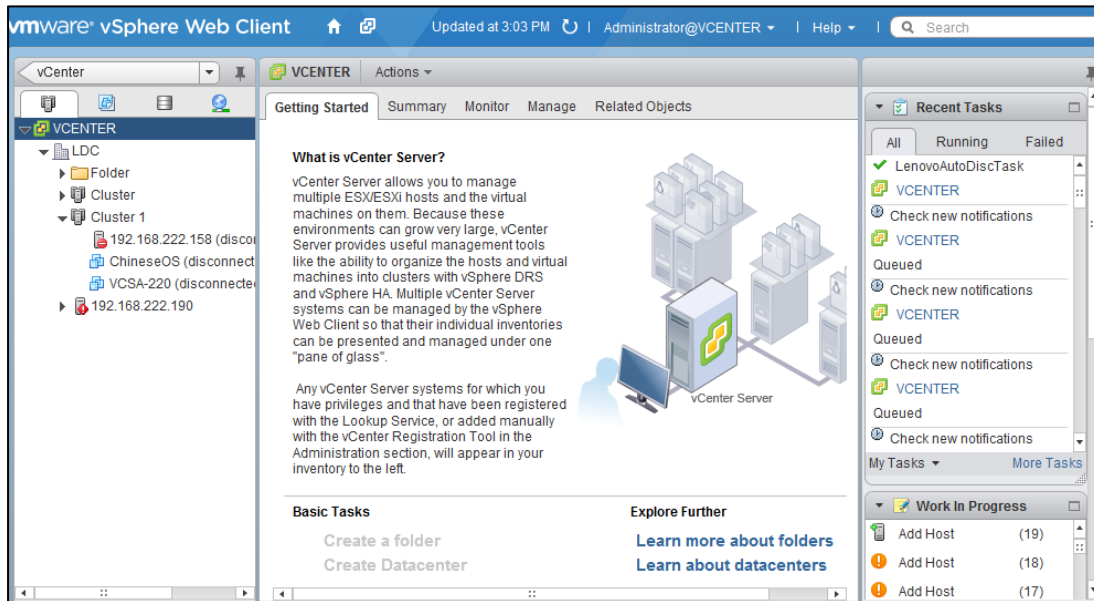 vmware® vSphere Web Client
Updated at 3:03 PM
Administrator@VCENTER
Help
Search
vCenter
VCENTER
LDC
Folder
Cluster
Cluster 1
192.168.222.158 (discon
ChineseOS (disconnect
VCSA-220 (disconnecte
192.168.222.190
VCENTER
Actions
Getting Started
Summary
Monitor
Manage
Related Objects
What is vCenter Server?
vCenter Server allows you to manage
multiple ESX/ESXi hosts and the virtual
machines on them. Because these
environments can grow very large, vCenter
Server provides useful management tools
like the ability to organize the hosts and virtual
machines into clusters with vSphere DRS
and vSphere HA. Multiple vCenter Server
systems can be managed by the vSphere
Web Client so that their individual inventories
can be presented and managed under one
"pane of glass".
Any vCenter Server systems for which you
have privileges and that have been registered
with the Lookup Service, or added manually
with the vCenter Registration Tool in the
Administration section, will appear in your
inventory to the left.
vCenter Server
Basic Tasks
Create a folder
Create Datacenter
Explore Further
Learn more about folders
Learn about datacenters
Recent Tasks
All
Running
Failed
LenovoAutoDiscTask
VCENTER
Check new notifications
VCENTER
Queued
Check new notifications
VCENTER
Queued
Check new notifications
VCENTER
Queued
Check new notifications
My Tasks
More Tasks
Work In Progress
Add Host (19)
Add Host (18)
Add Host (17)